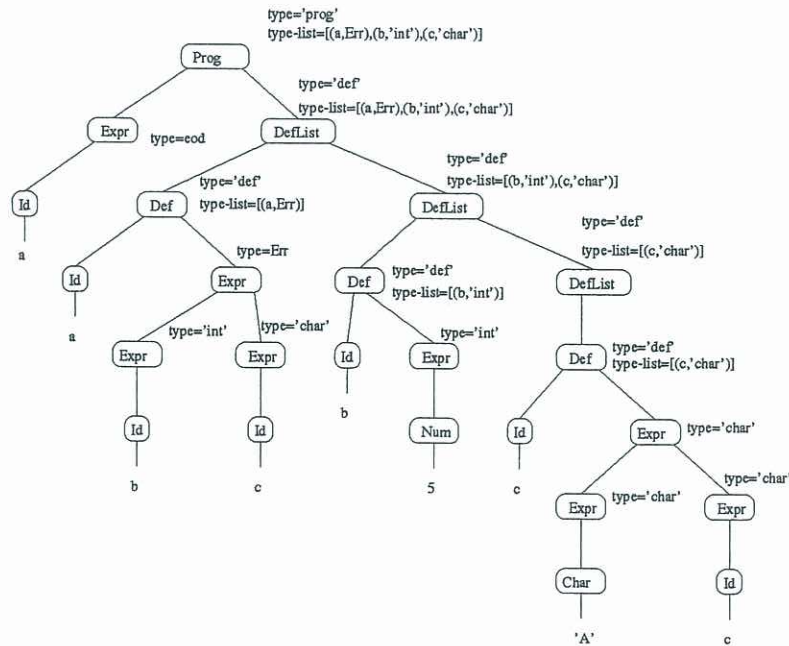 type='prog'
type-list=[(a,Err),(b,'int'),(c,'char')]
Prog
type='def'
type-list=[(a,Err),(b,'int'),(c,'char')]
Expr
type=eod
DefList
type='def'
type-list=[(b,'int'),(c,'char')]
type='def'
type-list=[(a,Err)]
Id
Def
DefList
type='def'
type-list=[(c,'char')]
a
type=Err
Id
Expr
Def
type='def'
type-list=[(b,'int')]
DefList
a
type='int'
type='char'
type='int'
Expr
Expr
Id
Expr
Def
type='def'
type-list=[(c,'char')]
b
Id
Id
Num
Id
Expr
type='char'
b
c
5
c
type='char'
type='char'
Expr
Expr
Char
Id
'A'
c